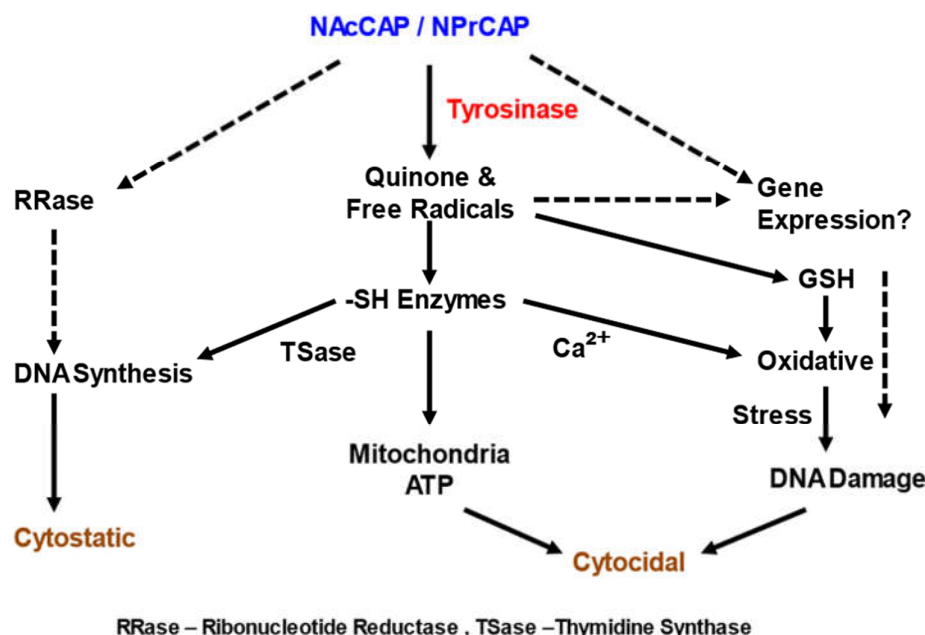 NAcCAP / NPrCAP
Tyrosinase
RRase
Quinone &
Free Radicals
Gene
Expression?
GSH
-SH Enzymes
TSase
Ca²⁺
DNA Synthesis
Oxidative
Stress
Mitochondria
ATP
DNA Damage
Cytostatic
Cytocidal
RRase – Ribonucleotide Reductase , TSase –Thymidine Synthase